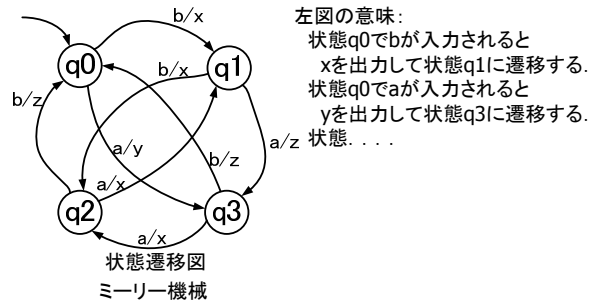 b/x
q0
q1
b/x
b/z
a/y
b/z
a/z
a/x
q2
q3
a/x
状態遷移図
ミーリー機械
左図の意味：
状態q0でbが入力されると
xを出力して状態q1に遷移する．
状態q0でaが入力されると
yを出力して状態q3に遷移する．
状態．．．．